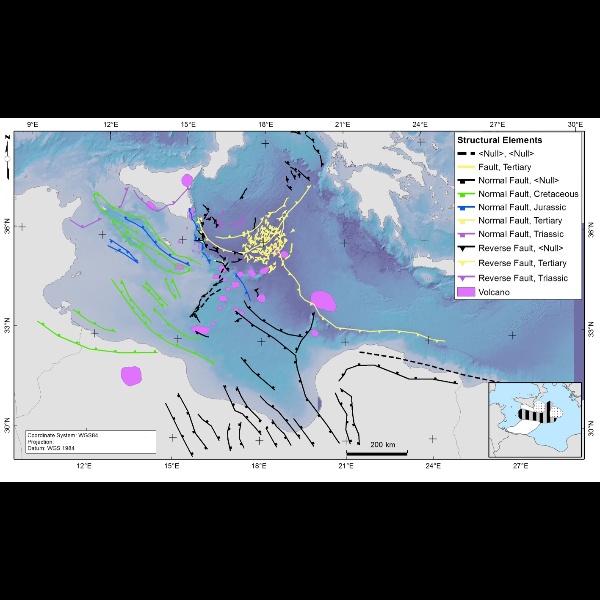 9°E 12°E 15°E 18°E 21°E 24°E 27°E 30°E
N
Structural Elements
<Null>, <Null>
Fault, Tertiary
Normal Fault, <Null>
Normal Fault, Cretaceous
Normal Fault, Jurassic
Normal Fault, Tertiary
Normal Fault, Triassic
Reverse Fault, <Null>
Reverse Fault, Tertiary
Reverse Fault, Triassic
Volcano
36°N 36°N
33°N 33°N
30°N 30°N
Coordinate System: WGS84
Projection:
Datum: WGS 1984
200 km
12°E 15°E 18°E 21°E 24°E 27°E